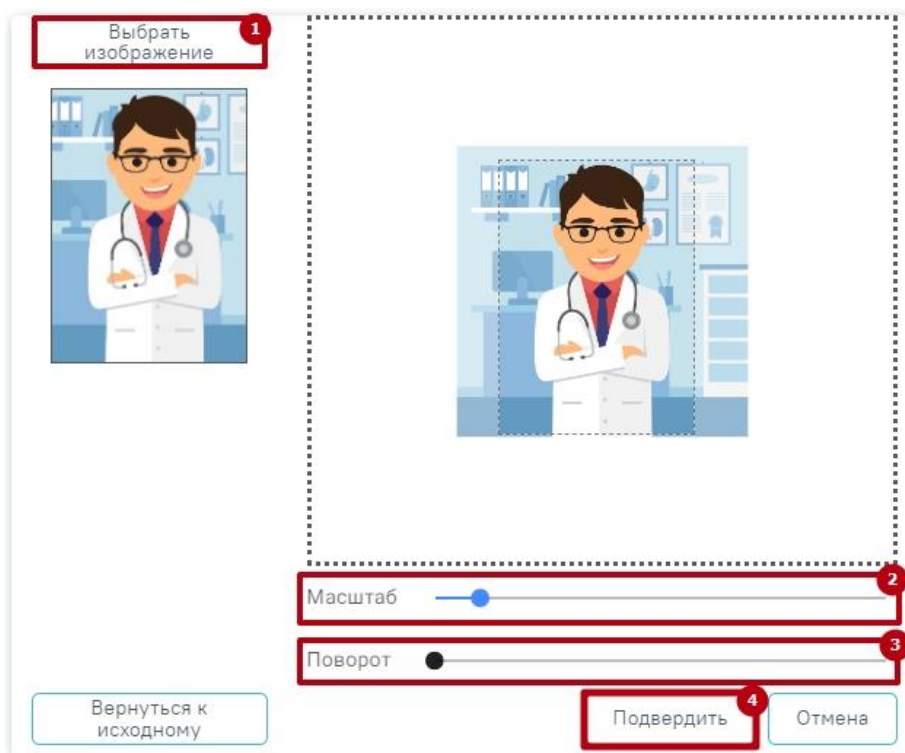 Выбрать
изображение
1
2
Масштаб
3
Поворот
Вернуться к
исходному
4
Подвердить
Отмена